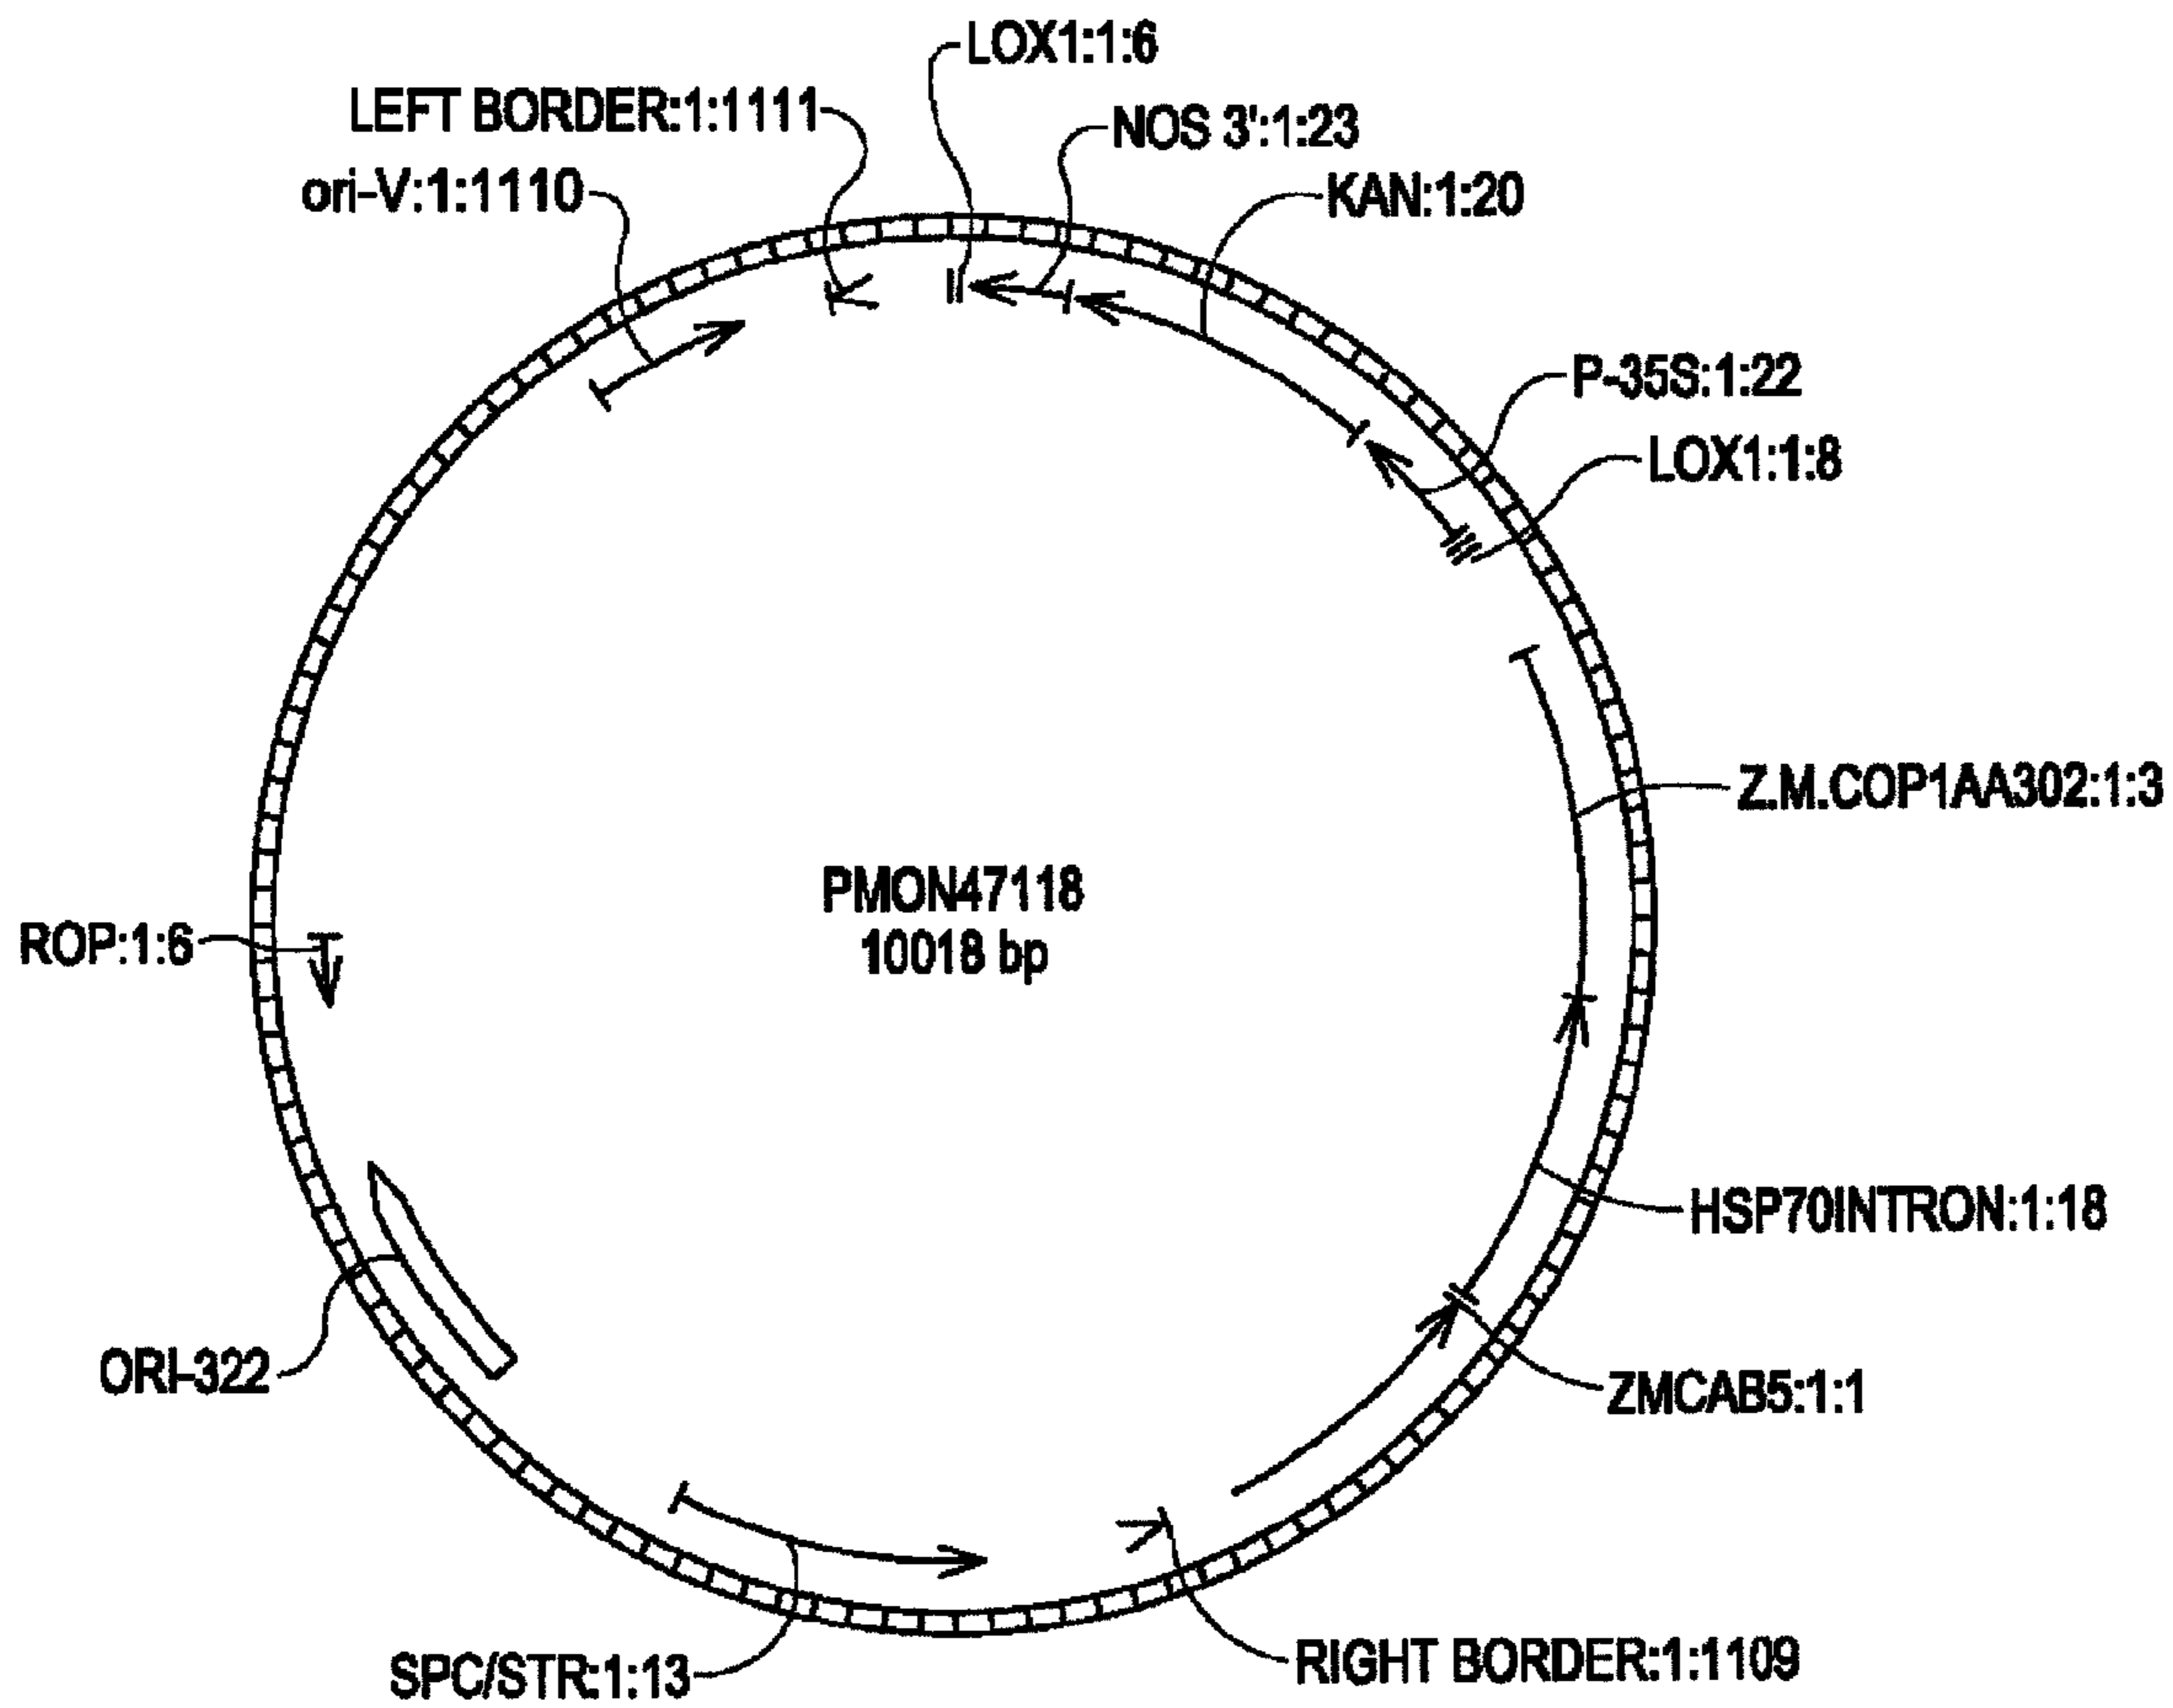 LOX1:1:6
LEFT BORDER:1:1111
NOS 3':1:23
ori-V:1:1110
KAN:1:20
P-35S:1:22
LOX1:1:8
Z.M.COP1AA302:1:3
PMON47118
10018 bp
ROP:1:6
HSP70INTRON:1:18
ORI-322
ZMCAB5:1:1
SPC/STR:1:13
RIGHT BORDER:1:1109